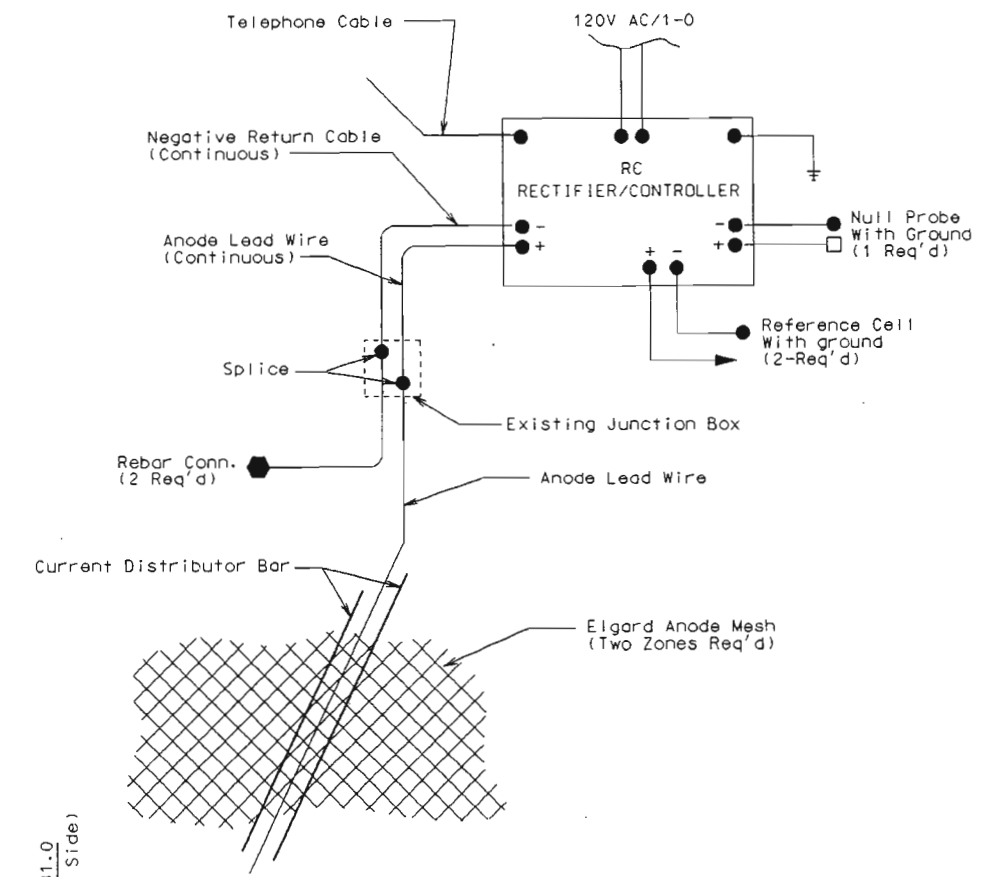 Telephone Cable
120V AC/1-O
Negative Return Cable
(Continuous)
RC
RECTIFIER/CONTROLLER
Anode Lead Wire
(Continuous)
-
+
-
+
+ -
Null Probe
With Ground
(1 Req'd)
Reference Cell
With ground
(2-Req'd)
Splice
Existing Junction Box
Rebar Conn.
(2 Req'd)
Anode Lead Wire
Current Distributor Bar
Elgard Anode Mesh
(Two Zones Req'd)
Side)